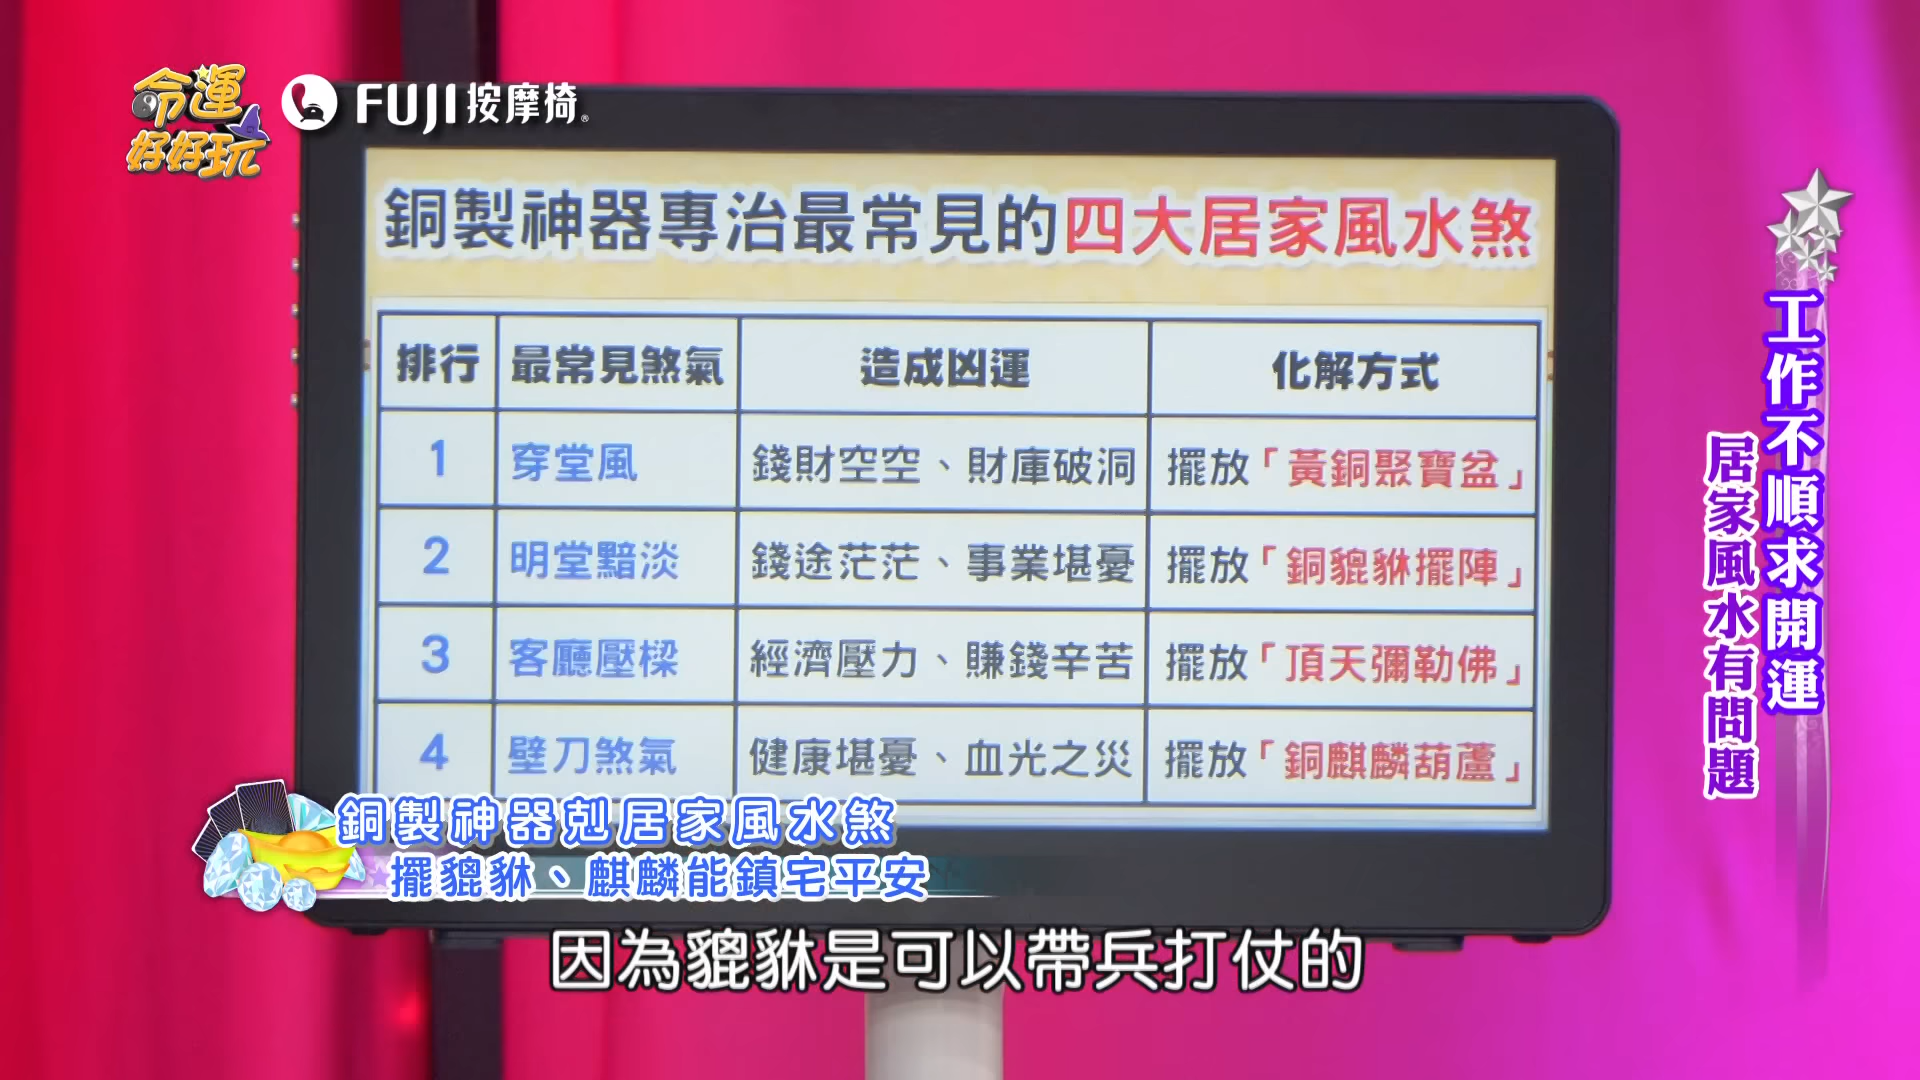 命運
好好玩
FUJI按摩椅®
銅製神器專治最常見的四大居家風水煞
排行 最常見煞氣 造成凶運 化解方式
1 穿堂風 錢財空空、財庫破洞 擺放「黃銅聚寶盆」
2 明堂黯淡 錢途茫茫、事業堪憂 擺放「銅貔貅擺陣」
3 客廳壓樑 經濟壓力、賺錢辛苦 擺放「頂天彌勒佛」
4 壁刀煞氣 健康堪憂、血光之災 擺放「銅麒麟葫蘆」
工作不順求開運
居家風水有問題
銅製神器剋居家風水煞
擺貔貅、麒麟能鎮宅平安
因為貔貅是可以帶兵打仗的